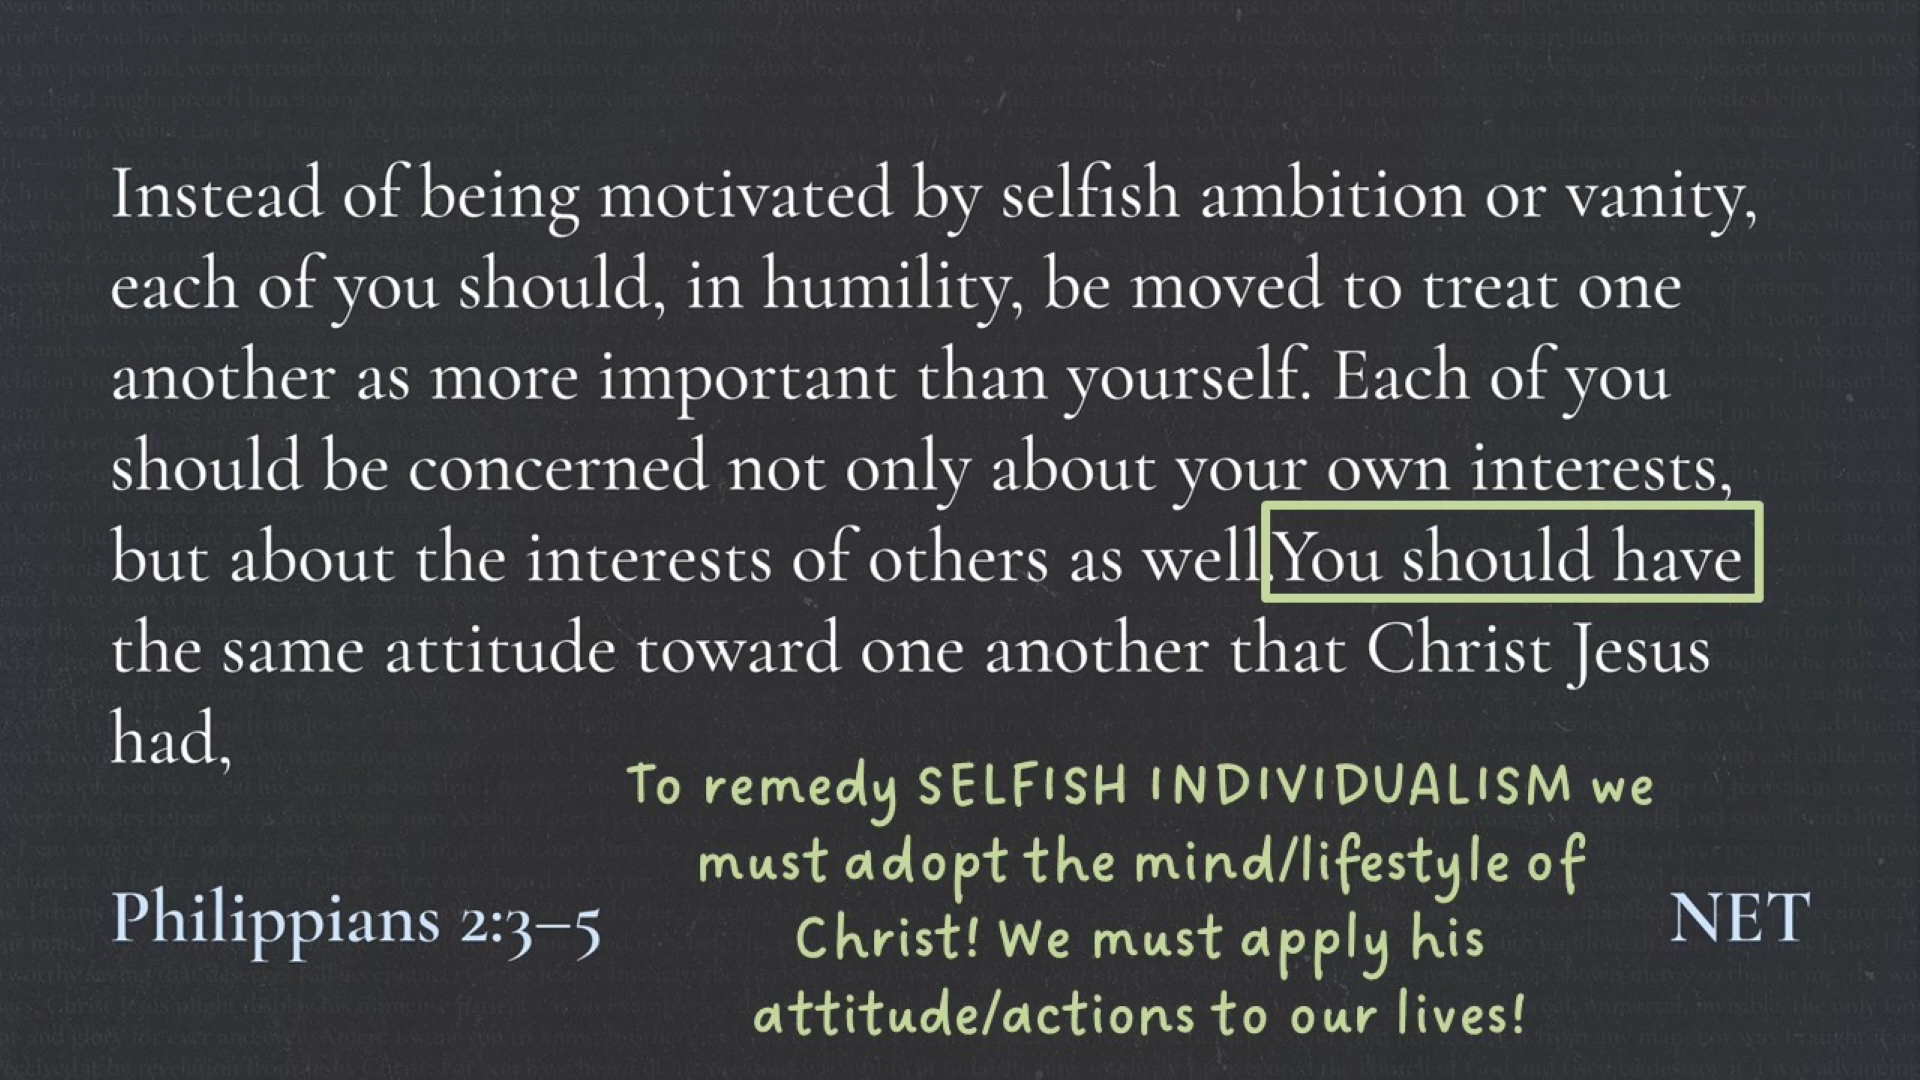 Instead of being motivated by selfish ambition or vanity,
each of you should, in humility, be moved to treat one
another as more important than yourself. Each of you
should be concerned not only about your own interests,
but about the interests of others as well.You should have
the same attitude toward one another that Christ Jesus
had,
To remedy SELFISH INDIVIDUALISM we
must adopt the mind/lifestyle of
Christ! We must apply his
attitude/actions to our lives!
Philippians 2:3–5
NET